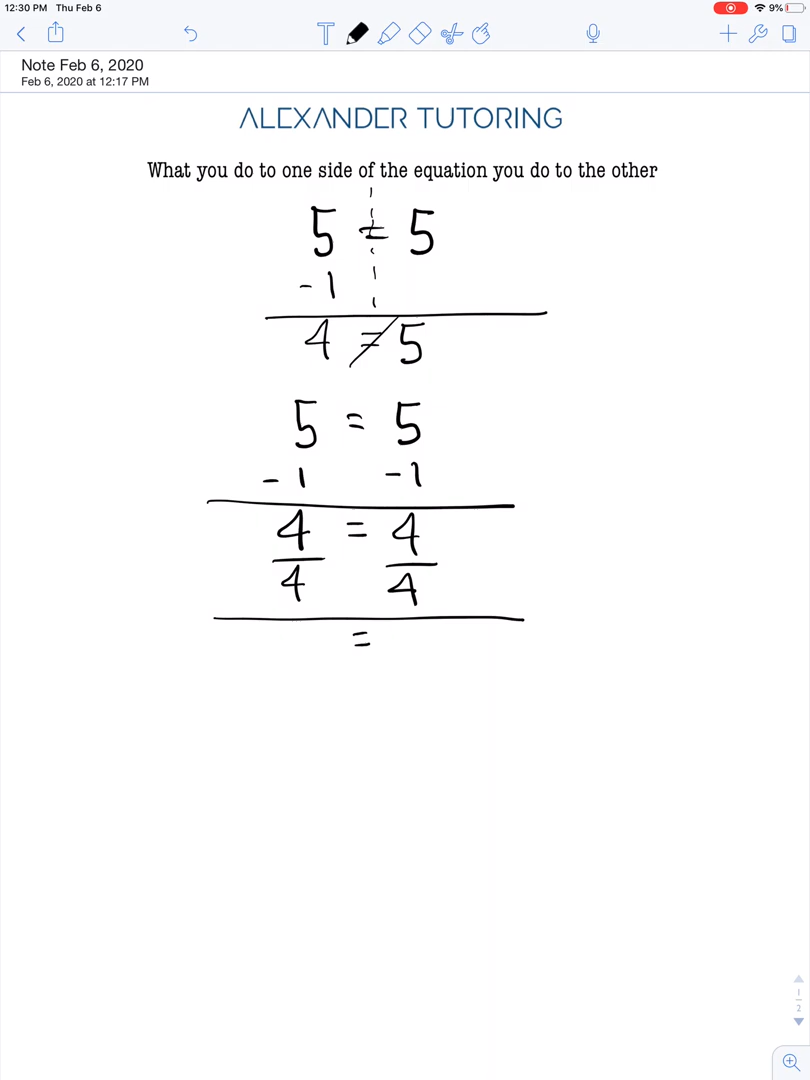 12:30 PM Thu Feb 6 9%
T
Note Feb 6, 2020
Feb 6, 2020 at 12:17 PM
ALEXANDER TUTORING
What you do to one side of the equation you do to the other
5 = 5
-1
4 ≠ 5
5 = 5
-1 -1
4 = 4
4 4
=
1
2